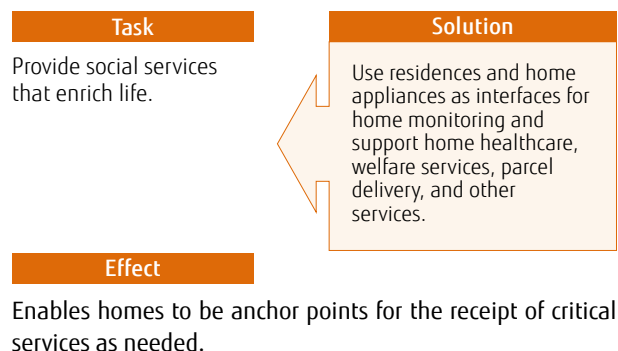 Task
Provide social services
that enrich life.
Solution
Use residences and home
appliances as interfaces for
home monitoring and
support home healthcare,
welfare services, parcel
delivery, and other
services.
Effect
Enables homes to be anchor points for the receipt of critical
services as needed.